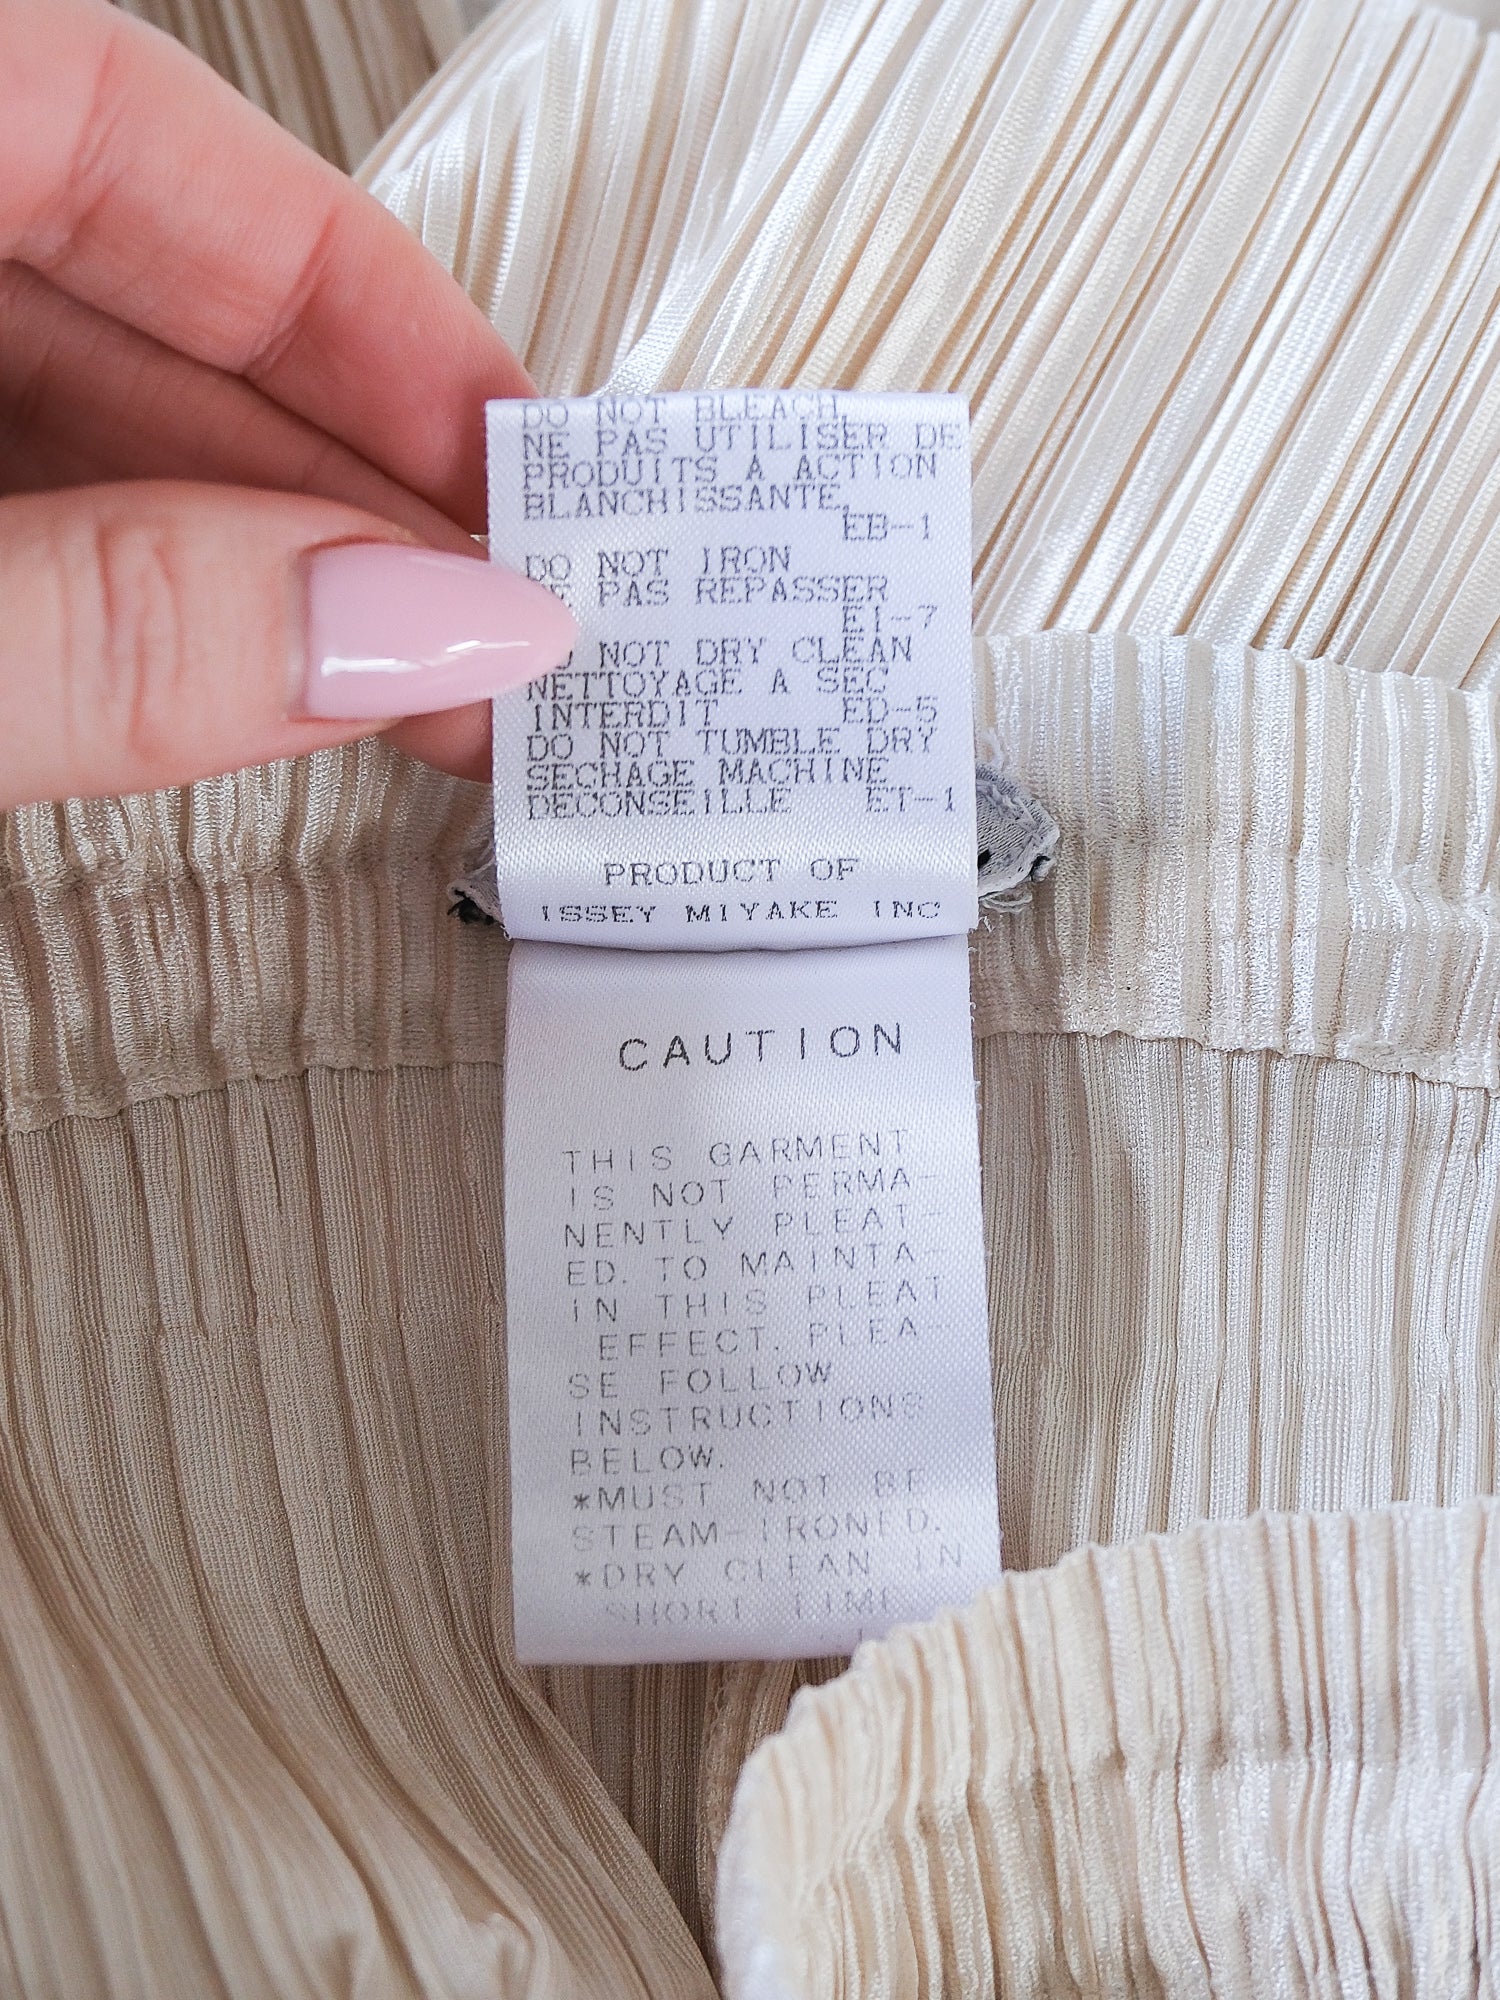 DO NOT BLEACH,
NE PAS UTILISER DE
PRODUITS A ACTION
BLANCHISSANTE,
EB-1
DO NOT IRON
PAS REPASSER
EI-7
NOT DRY CLEAN
NETTOYAGE A SEC
INTERDIT ED-5
DO NOT TUMBLE DRY
SECHAGE MACHINE
DECONSEILLE ET-1
PRODUCT OF
ISSEY MIYAKE INC
CAUTION
THIS GARMENT
IS NOT PERMA-
NENTLY PLEAT-
ED. TO MAINTA-
IN THIS PLEAT
EFFECT. PLEA-
SE FOLLOW
INSTRUCTIONS
BELOW.
*MUST NOT BE
STEAM-IRONED.
*DRY CLEAN IN
SHORT TIME